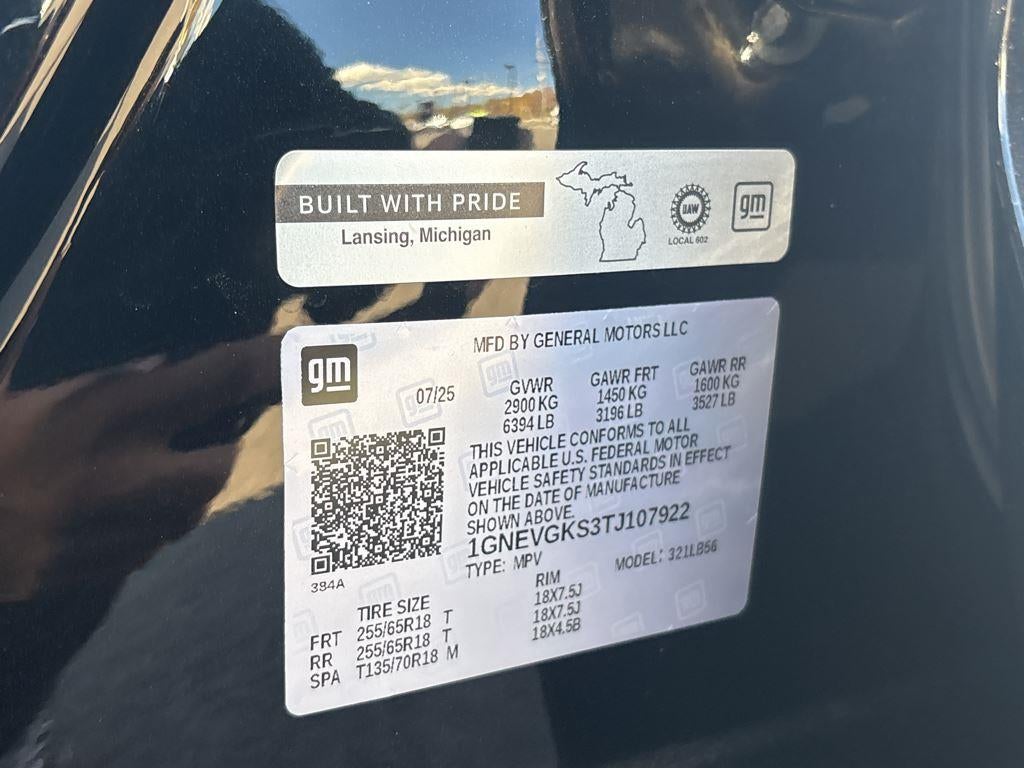 BUILT WITH PRIDE
Lansing, Michigan
UAW
LOCAL 602
gm
gm
MFD BY GENERAL MOTORS LLC
07/25
GVWR
2900 KG
6394 LB
GAWR FRT
1450 KG
3196 LB
GAWR RR
1600 KG
3527 LB
THIS VEHICLE CONFORMS TO ALL
APPLICABLE U.S. FEDERAL MOTOR
VEHICLE SAFETY STANDARDS IN EFFECT
ON THE DATE OF MANUFACTURE
SHOWN ABOVE.
1GNEVGKS3TJ107922
TYPE: MPV MODEL: 321LB56
384A
TIRE SIZE RIM
FRT 255/65R18 T 18X7.5J
RR 255/65R18 T 18X7.5J
SPA T135/70R18 M 18X4.5B